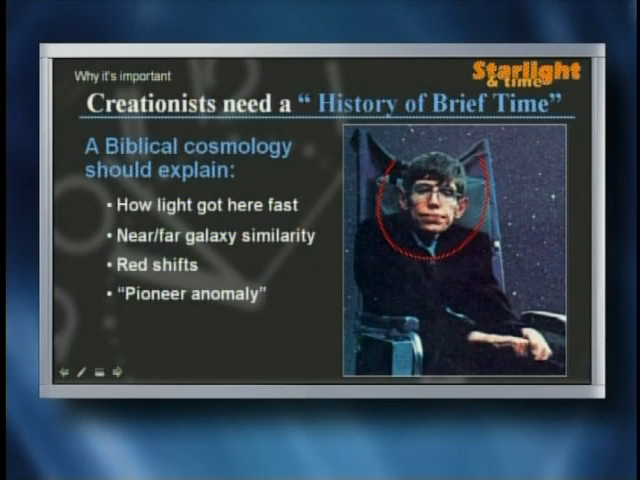 Why it's important
Starlight
& time
Creationists need a “ History of Brief Time”
A Biblical cosmology
should explain:
• How light got here fast
• Near/far galaxy similarity
• Red shifts
• “Pioneer anomaly”